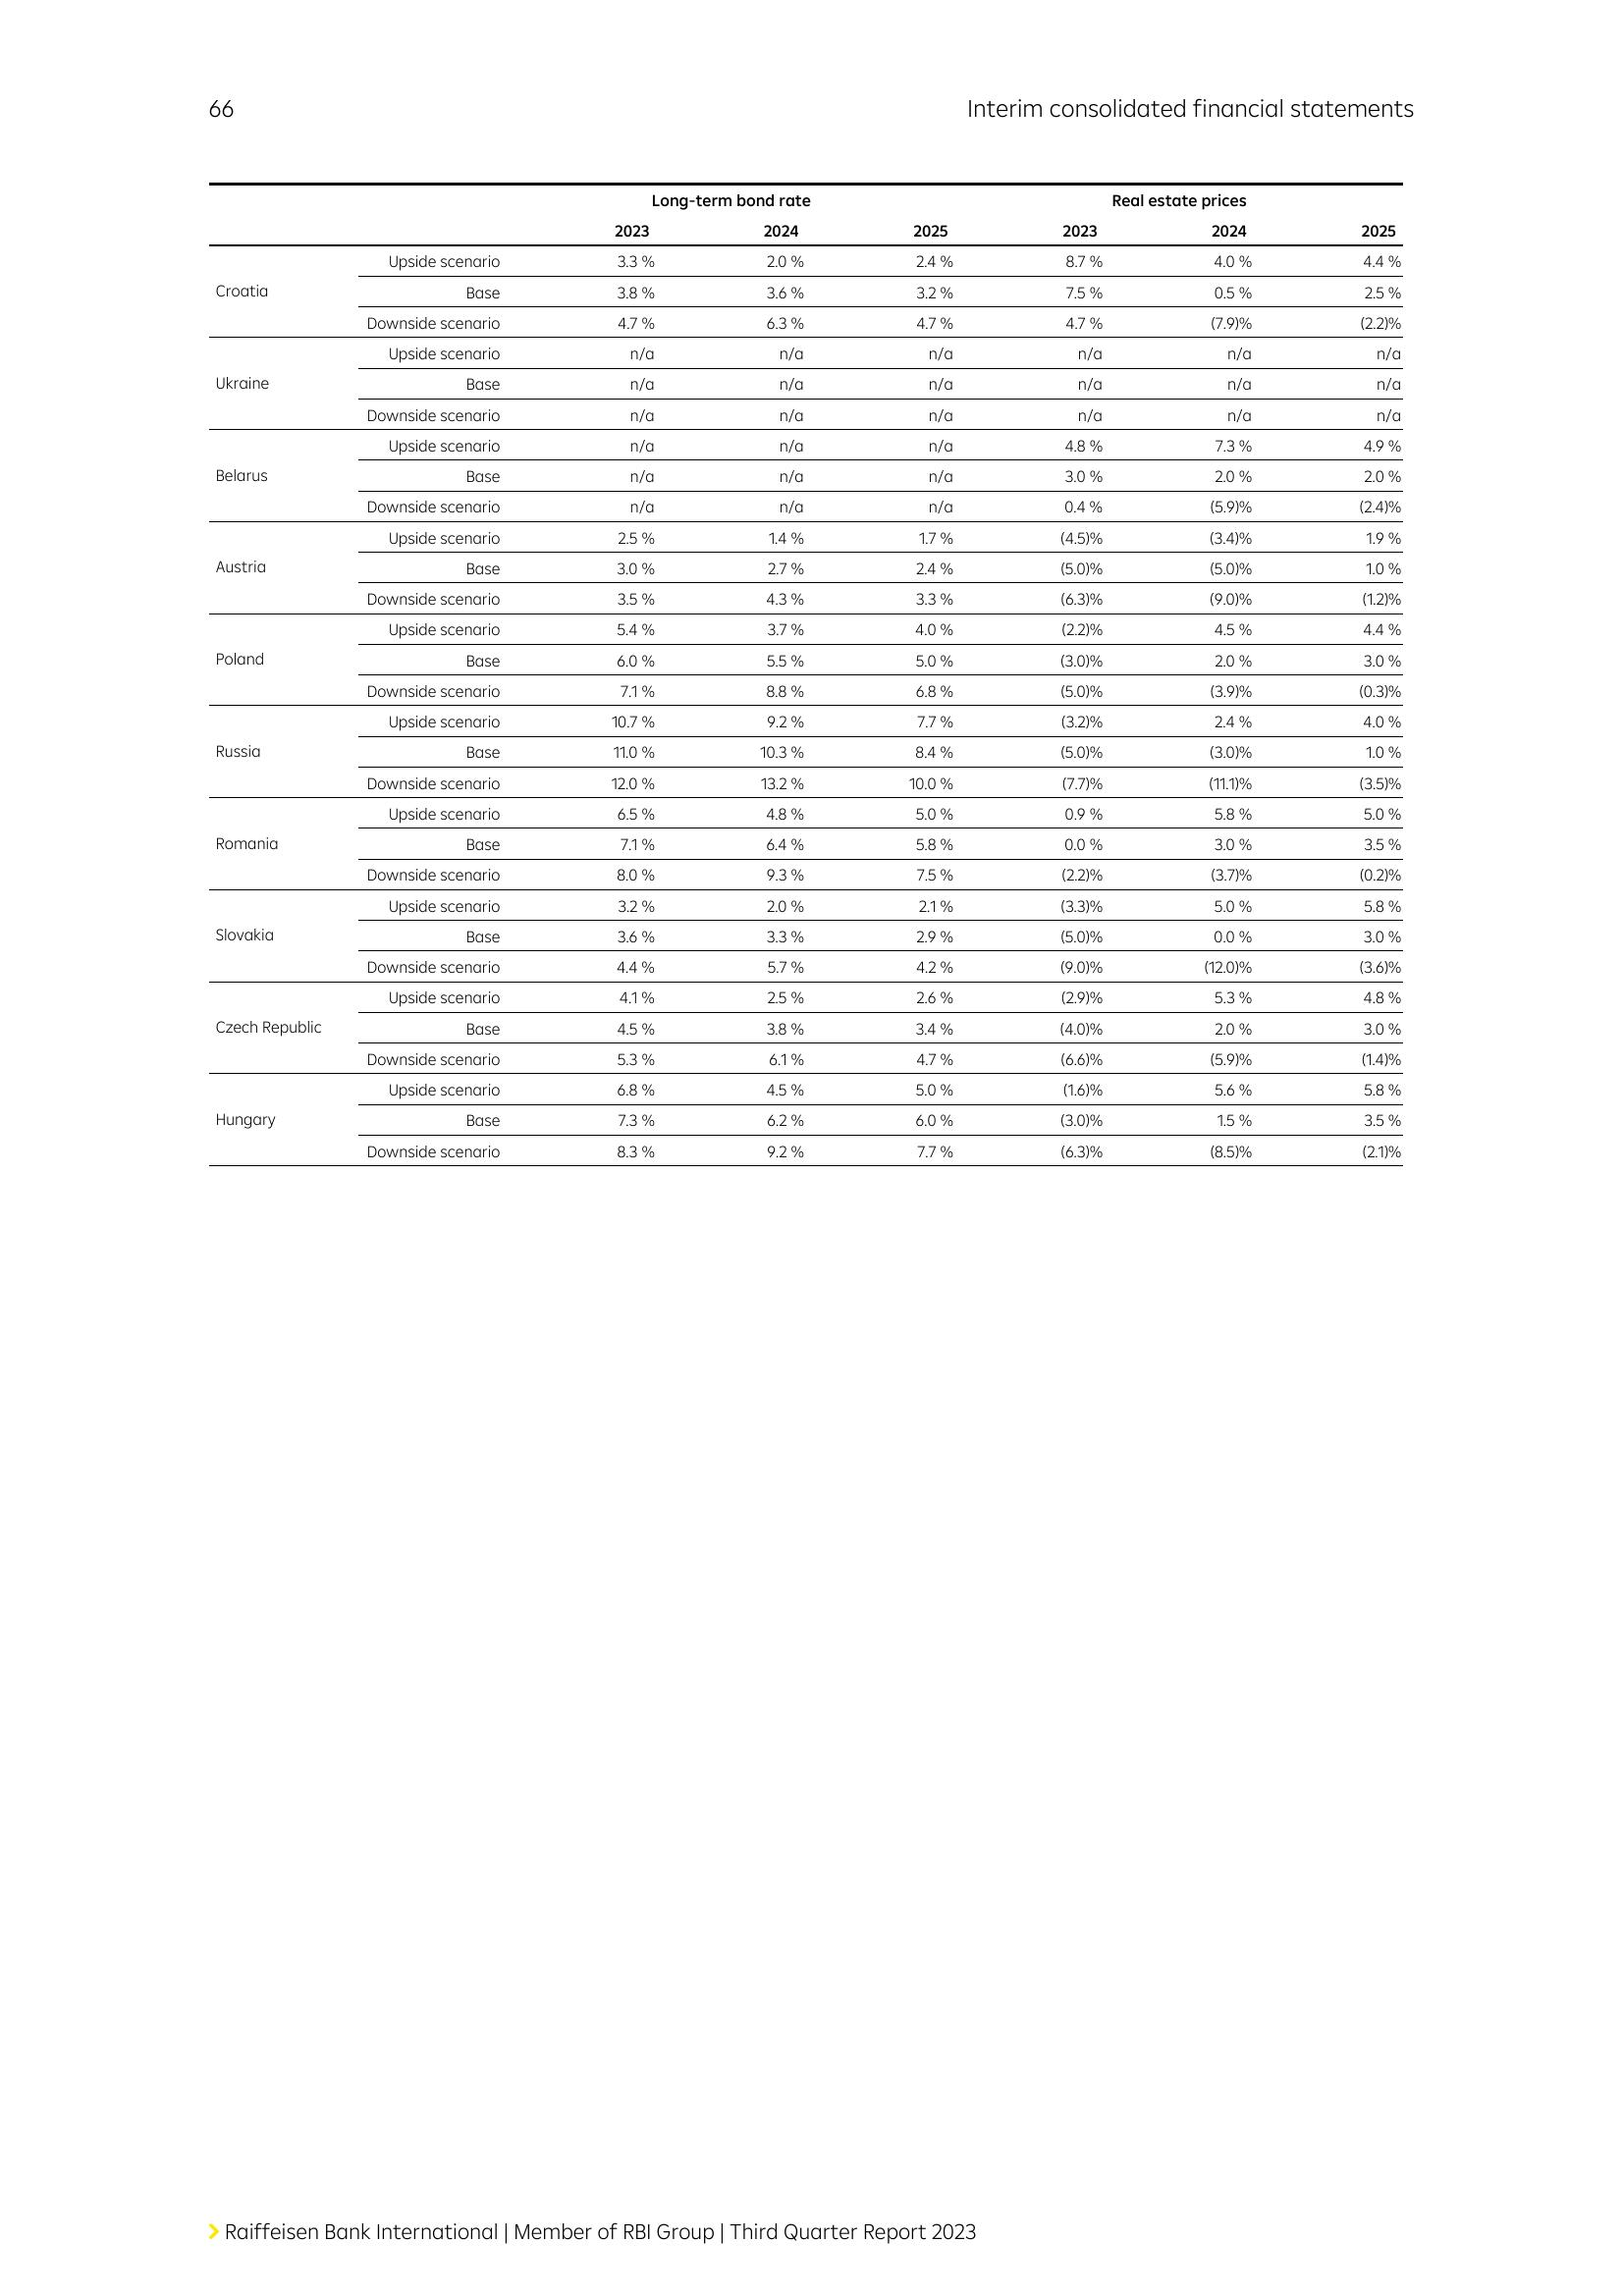 66 Interim consolidated financial statements
Long-term bond rate Real estate prices
2023 2024 2025 2023 2024 2025
Upside scenario 3.3 % 2.0 % 2.4 % 8.7 % 4.0 % 4.4 %
Croatia Base 3.8 % 3.6 % 3.2 % 7.5 % 0.5 % 2.5 %
Downside scenario 4.7 % 6.3 % 4.7 % 4.7 % (7.9)% (2.2)%
Upside scenario n/a n/a n/a n/a n/a n/a
Ukraine Base n/a n/a n/a n/a n/a n/a
Downside scenario n/a n/a n/a n/a n/a n/a
Upside scenario n/a n/a n/a 4.8 % 7.3 % 4.9 %
Belarus Base n/a n/a n/a 3.0 % 2.0 % 2.0 %
Downside scenario n/a n/a n/a 0.4 % (5.9)% (2.4)%
Upside scenario 2.5 % 1.4 % 1.7 % (4.5)% (3.4)% 1.9 %
Austria Base 3.0 % 2.7 % 2.4 % (5.0)% (5.0)% 1.0 %
Downside scenario 3.5 % 4.3 % 3.3 % (6.3)% (9.0)% (1.2)%
Upside scenario 5.4 % 3.7 % 4.0 % (2.2)% 4.5 % 4.4 %
Poland Base 6.0 % 5.5 % 5.0 % (3.0)% 2.0 % 3.0 %
Downside scenario 7.1 % 8.8 % 6.8 % (5.0)% (3.9)% (0.3)%
Upside scenario 10.7 % 9.2 % 7.7 % (3.2)% 2.4 % 4.0 %
Russia Base 11.0 % 10.3 % 8.4 % (5.0)% (3.0)% 1.0 %
Downside scenario 12.0 % 13.2 % 10.0 % (7.7)% (11.1)% (3.5)%
Upside scenario 6.5 % 4.8 % 5.0 % 0.9 % 5.8 % 5.0 %
Romania Base 7.1 % 6.4 % 5.8 % 0.0 % 3.0 % 3.5 %
Downside scenario 8.0 % 9.3 % 7.5 % (2.2)% (3.7)% (0.2)%
Upside scenario 3.2 % 2.0 % 2.1 % (3.3)% 5.0 % 5.8 %
Slovakia Base 3.6 % 3.3 % 2.9 % (5.0)% 0.0 % 3.0 %
Downside scenario 4.4 % 5.7 % 4.2 % (9.0)% (12.0)% (3.6)%
Upside scenario 4.1 % 2.5 % 2.6 % (2.9)% 5.3 % 4.8 %
Czech Republic Base 4.5 % 3.8 % 3.4 % (4.0)% 2.0 % 3.0 %
Downside scenario 5.3 % 6.1 % 4.7 % (6.6)% (5.9)% (1.4)%
Upside scenario 6.8 % 4.5 % 5.0 % (1.6)% 5.6 % 5.8 %
Hungary Base 7.3 % 6.2 % 6.0 % (3.0)% 1.5 % 3.5 %
Downside scenario 8.3 % 9.2 % 7.7 % (6.3)% (8.5)% (2.1)%
Raiffeisen Bank International | Member of RBI Group | Third Quarter Report 2023